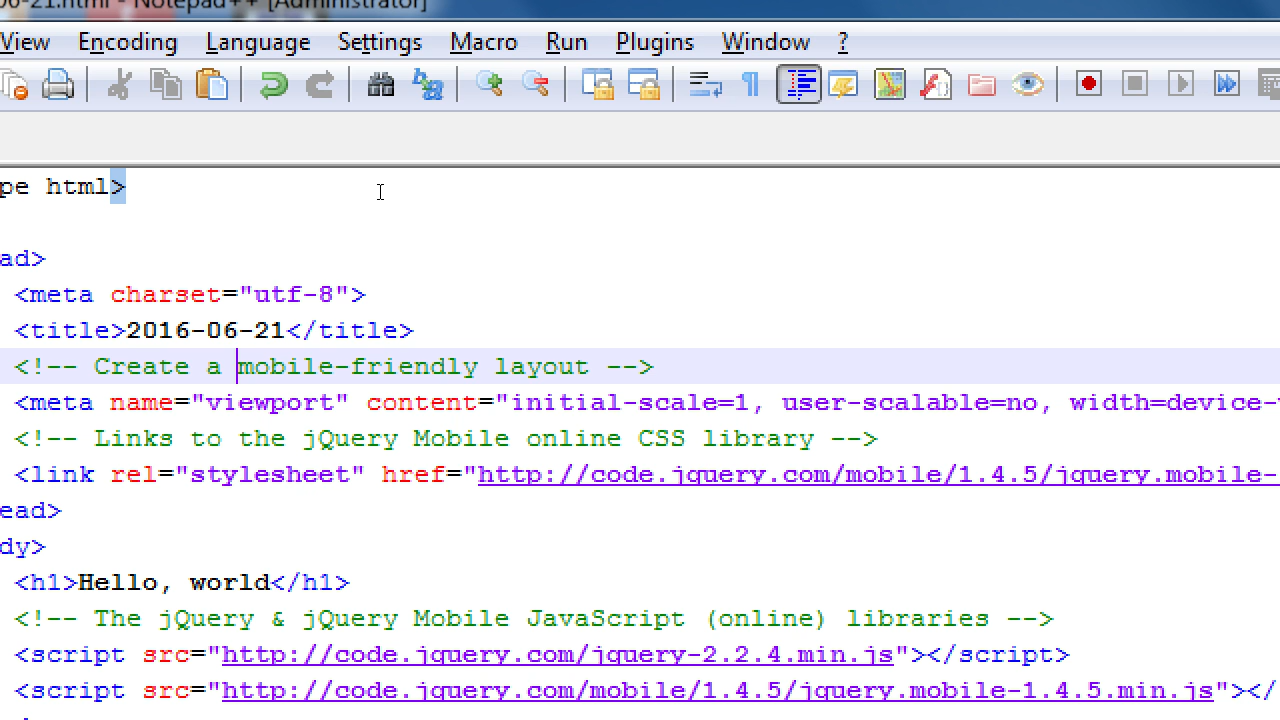 06-21.html - Notepad++ [Administrator]
View Encoding Language Settings Macro Run Plugins Window ?
pe html>
ad>
<meta charset="utf-8">
<title>2016-06-21</title>
<!-- Create a mobile-friendly layout -->
<meta name="viewport" content="initial-scale=1, user-scalable=no, width=device-
<!-- Links to the jQuery Mobile online CSS library -->
<link rel="stylesheet" href="http://code.jquery.com/mobile/1.4.5/jquery.mobile-
ead>
dy>
<h1>Hello, world</h1>
<!-- The jQuery & jQuery Mobile JavaScript (online) libraries -->
<script src="http://code.jquery.com/jquery-2.2.4.min.js"></script>
<script src="http://code.jquery.com/mobile/1.4.5/jquery.mobile-1.4.5.min.js"></